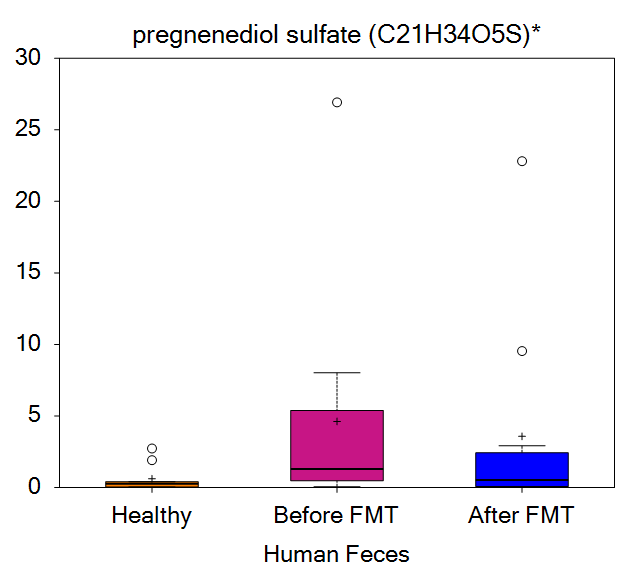 pregnenediol sulfate (C21H34O5S)*
30
25
20
15
10
5
0
Healthy Before FMT After FMT
Human Feces